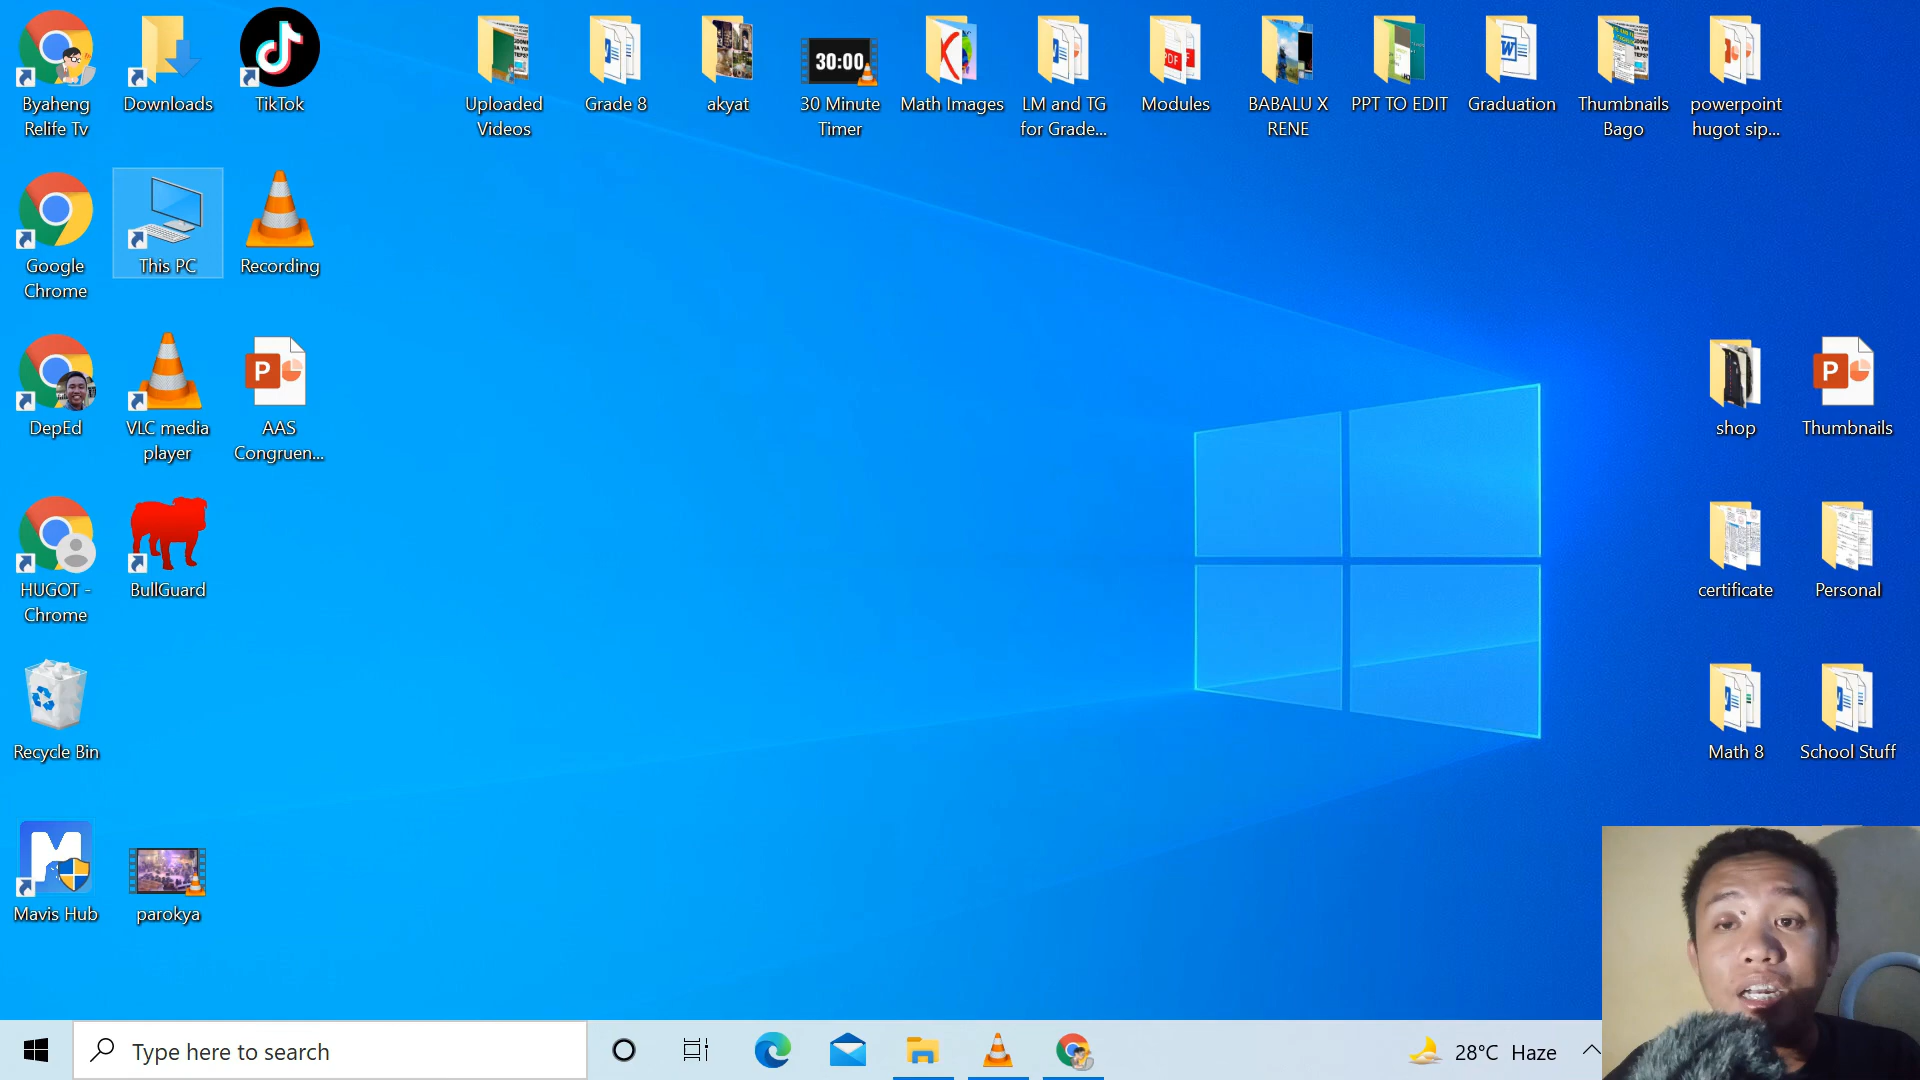 Byaheng
Relife Tv
Downloads
TikTok
Uploaded
Videos
Grade 8
akyat
30:00
30 Minute
Timer
Math Images
LM and TG
for Grade...
PDF
Modules
BABALU X
RENE
PPT TO EDIT
Graduation
Thumbnails
Bago
powerpoint
hugot sip...
Google
Chrome
This PC
Recording
DepEd
VLC media
player
P
AAS
Congruen...
shop
P
Thumbnails
HUGOT -
Chrome
BullGuard
certificate
Personal
Recycle Bin
Math 8
School Stuff
Mavis Hub
parokya
Type here to search
28°C Haze